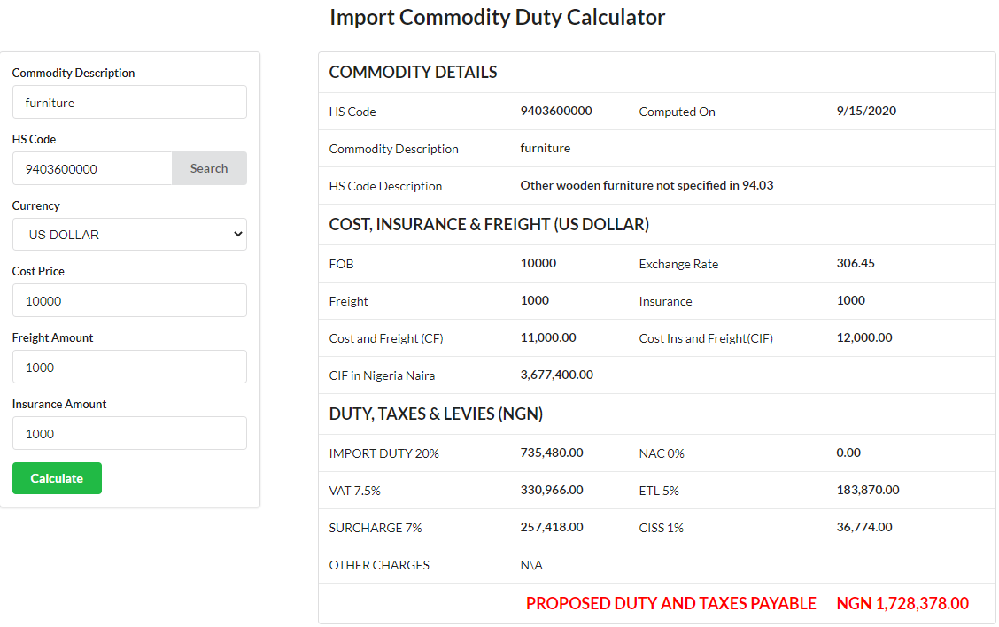 Import Commodity Duty Calculator
Commodity Description
furniture
HS Code
9403600000 Search
Currency
US DOLLAR
Cost Price
10000
Freight Amount
1000
Insurance Amount
1000
Calculate
COMMODITY DETAILS
HS Code 9403600000 Computed On 9/15/2020
Commodity Description furniture
HS Code Description Other wooden furniture not specified in 94.03
COST, INSURANCE & FREIGHT (US DOLLAR)
FOB 10000 Exchange Rate 306.45
Freight 1000 Insurance 1000
Cost and Freight (CF) 11,000.00 Cost Ins and Freight(CIF) 12,000.00
CIF in Nigeria Naira 3,677,400.00
DUTY, TAXES & LEVIES (NGN)
IMPORT DUTY 20% 735,480.00 NAC 0% 0.00
VAT 7.5% 330,966.00 ETL 5% 183,870.00
SURCHARGE 7% 257,418.00 CISS 1% 36,774.00
OTHER CHARGES N\A
PROPOSED DUTY AND TAXES PAYABLE NGN 1,728,378.00